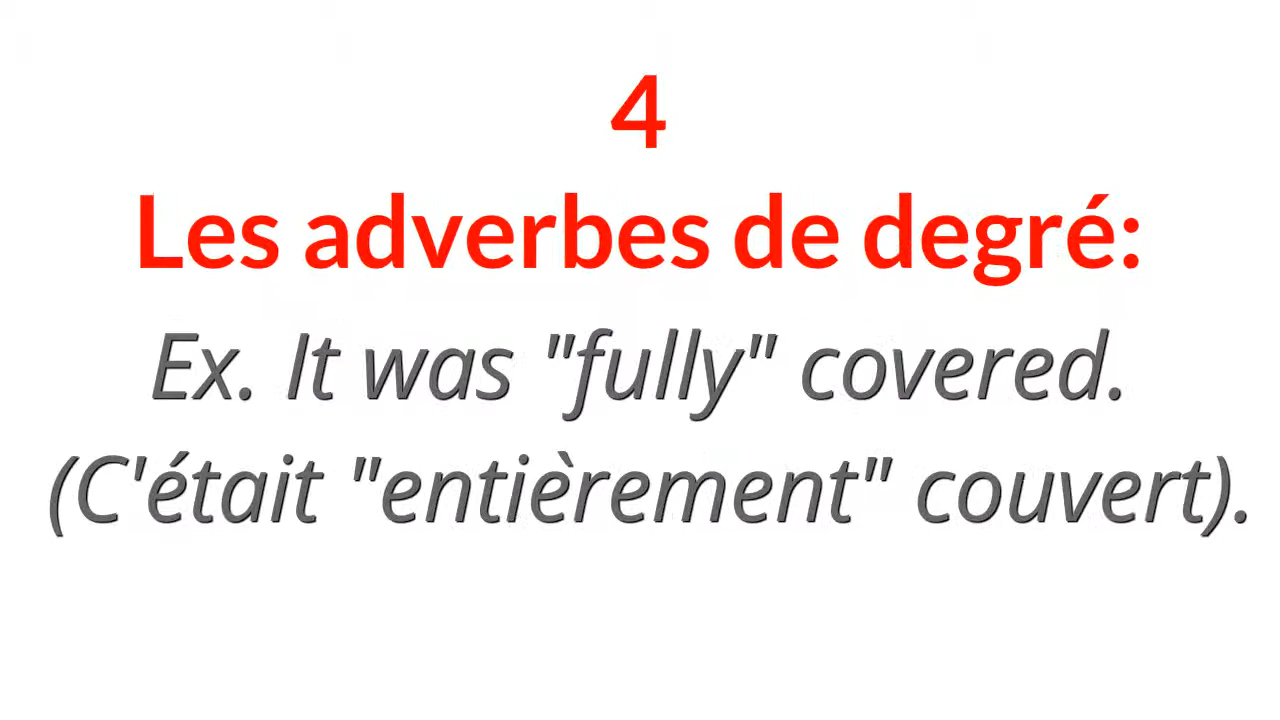 4
Les adverbes de degré:
Ex. It was "fully" covered.
(C'était "entièrement" couvert).